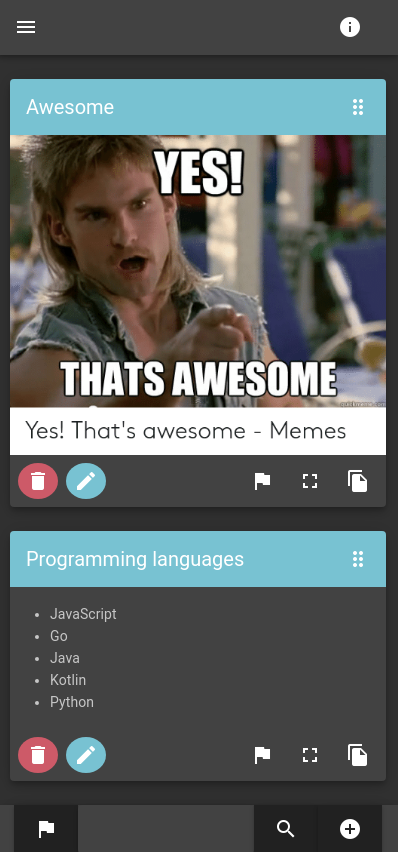 Awesome
YES!
THATS AWESOME
Yes! That's awesome - Memes
Programming languages
JavaScript
Go
Java
Kotlin
Python